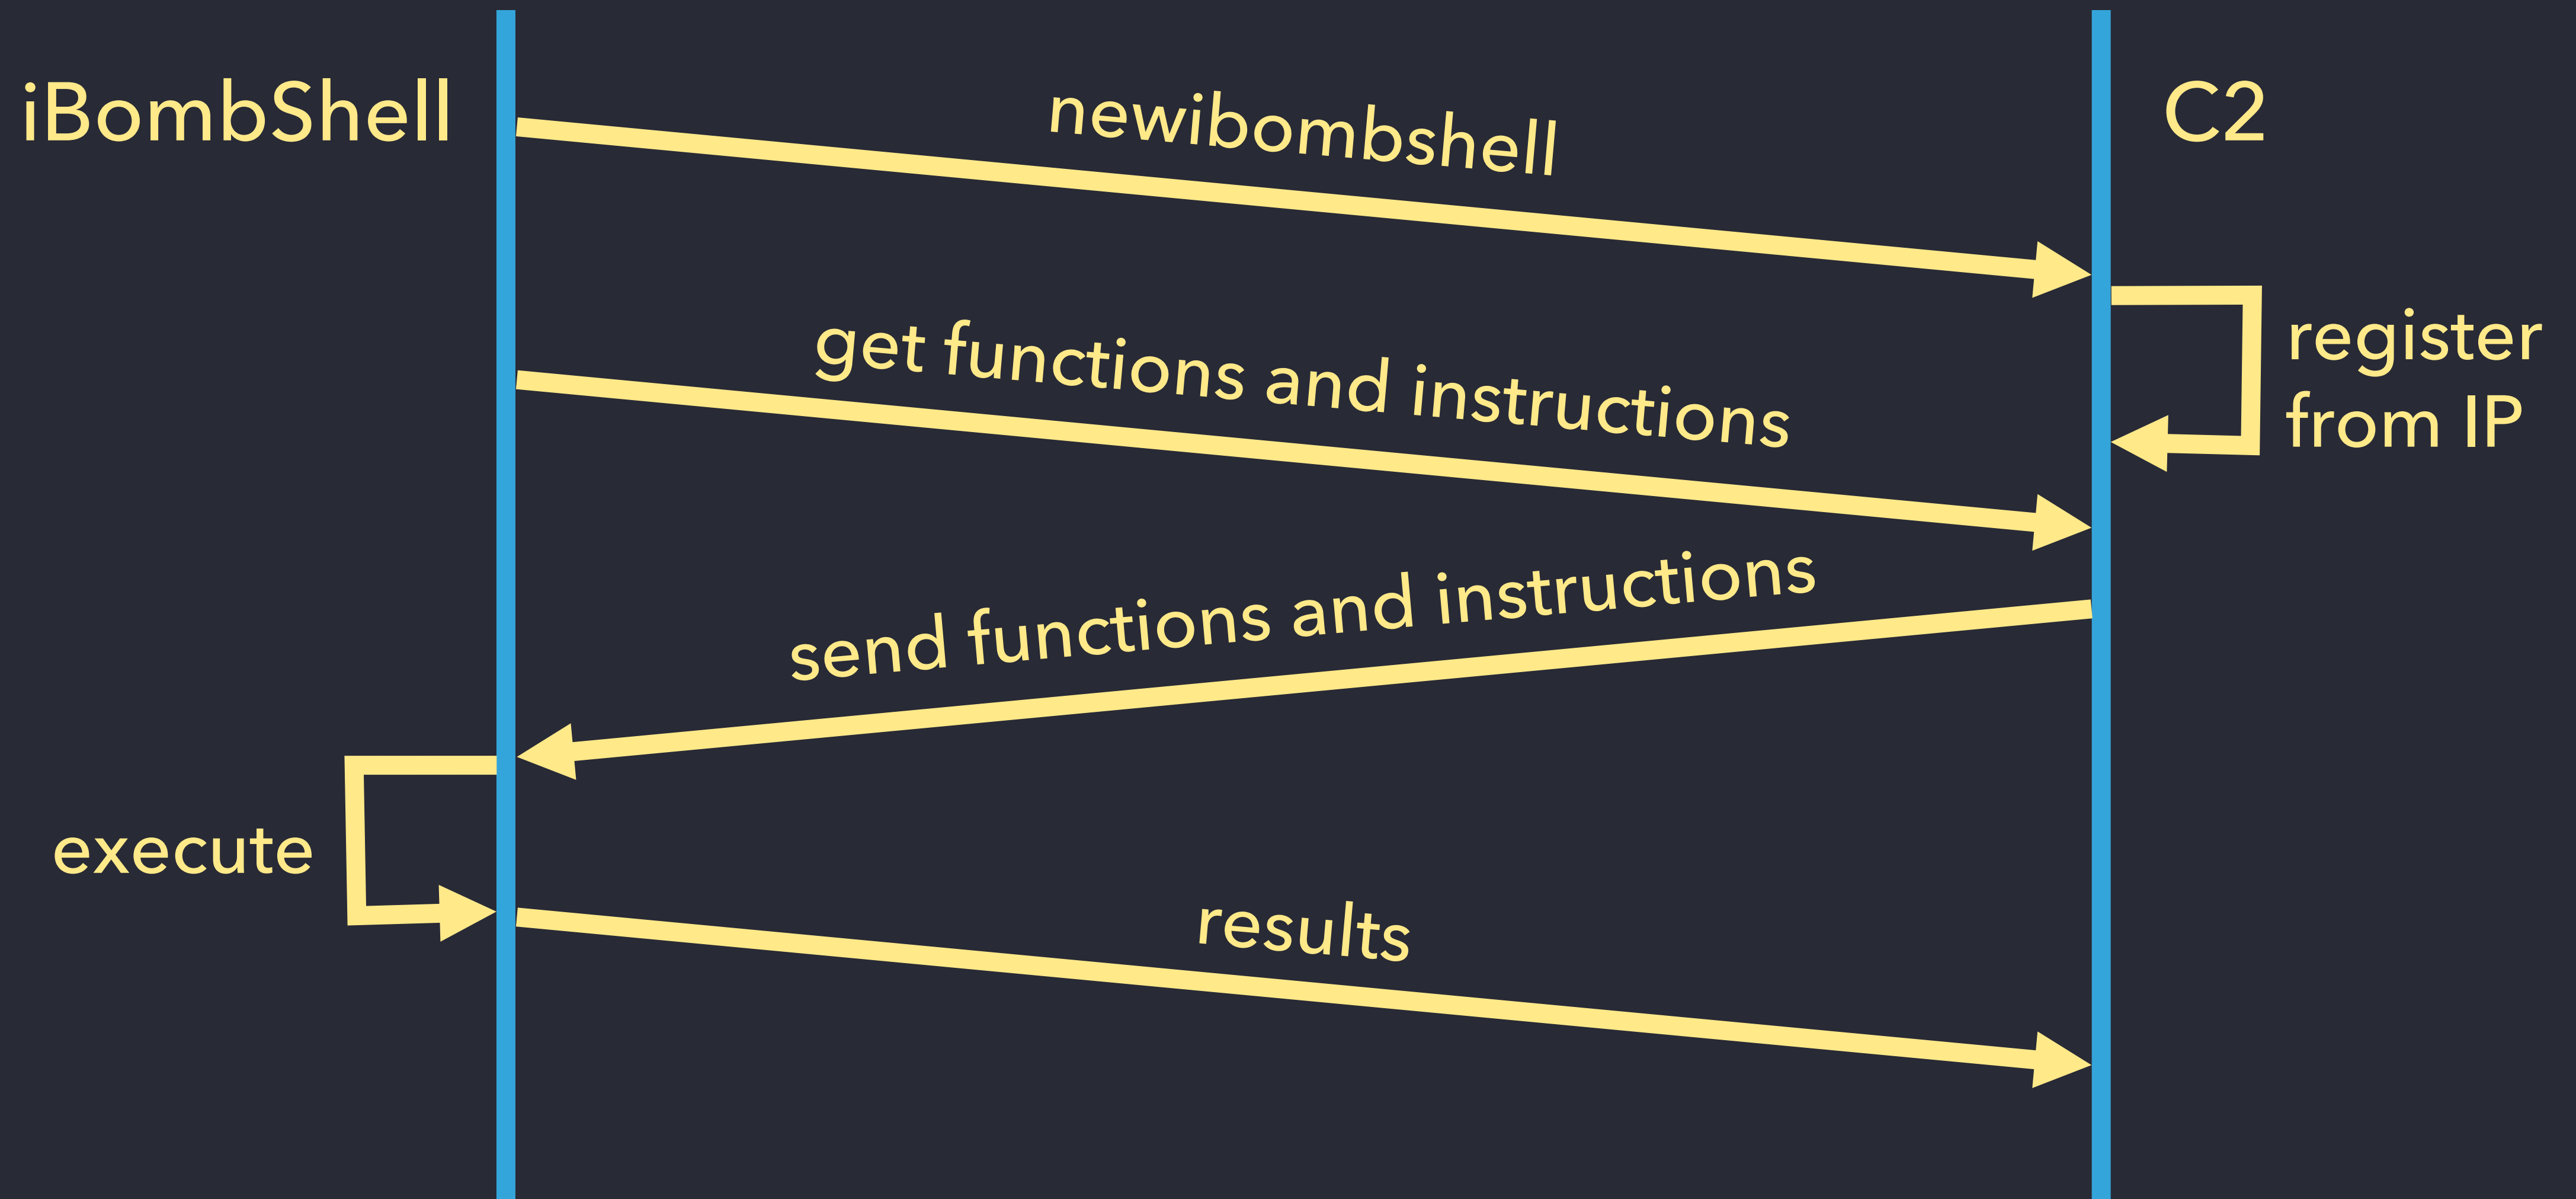 iBombShell
C2
newibombshell
register
from IP
get functions and instructions
send functions and instructions
execute
results